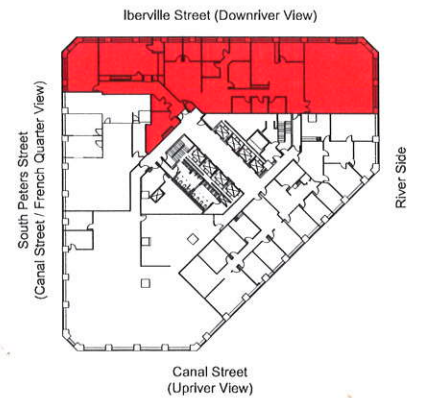 Iberville Street (Downriver View)
South Peters Street
(Canal Street / French Quarter View)
River Side
Canal Street
(Upriver View)